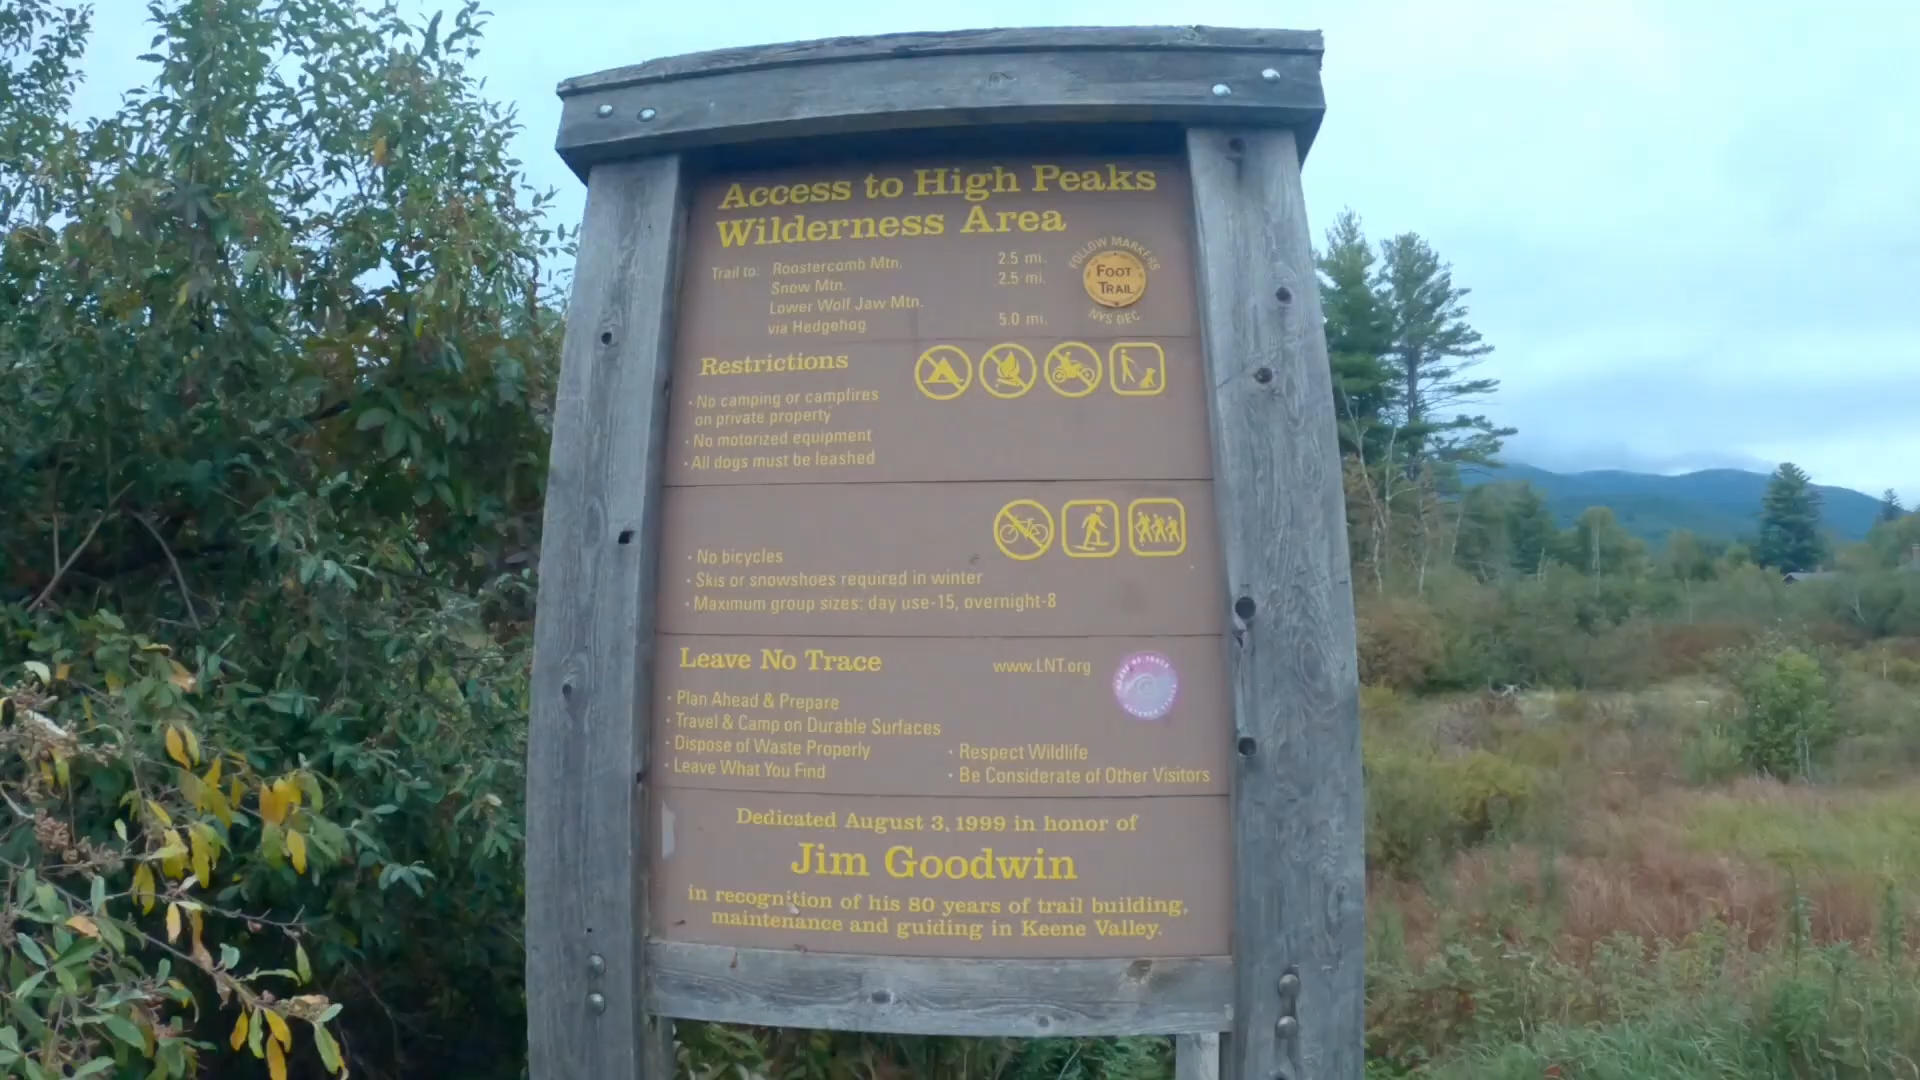 Access to High Peaks
Wilderness Area
Trail to: Roostercomb Mtn. 2.5 mi.
Snow Mtn. 2.5 mi.
Lower Wolf Jaw Mtn.
via Hedgehog 5.0 mi.
FOLLOW MARKERS
FOOT
TRAIL
NYS DEC
Restrictions
• No camping or campfires
on private property
• No motorized equipment
• All dogs must be leashed
• No bicycles
• Skis or snowshoes required in winter
• Maximum group sizes: day use-15, overnight-8
Leave No Trace www.LNT.org
• Plan Ahead & Prepare
• Travel & Camp on Durable Surfaces
• Dispose of Waste Properly
• Leave What You Find
• Respect Wildlife
• Be Considerate of Other Visitors
Dedicated August 3, 1999 in honor of
Jim Goodwin
in recognition of his 80 years of trail building,
maintenance and guiding in Keene Valley.